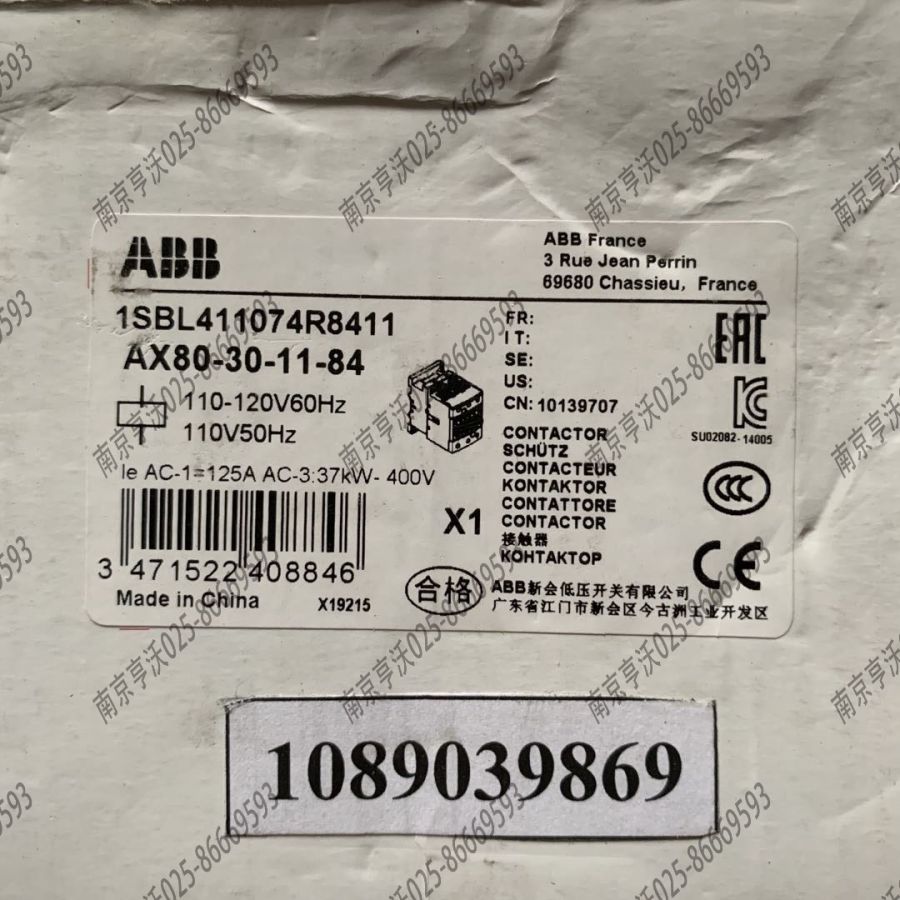 ABB
ABB France
3 Rue Jean Perrin
69680 Chassieu, France
1SBL411074R8411
AX80-30-11-84
110-120V60Hz
110V50Hz
Ie AC-1=125A AC-3:37kW- 400V
FR:
IT:
SE:
US:
CN: 10139707
EAC
KC
SU02082-14005
CONTACTOR
SCHÜTZ
CONTACTEUR
KONTAKTOR
CONTATTORE
CONTACTOR
接触器
КОНТАКТОР
X1
CCC
CE
3 471522 408846
Made in China
X19215
合格
ABB新会低压开关有限公司
广东省江门市新会区今古洲工业开发区
1089039869
南京亨沃025-86669593